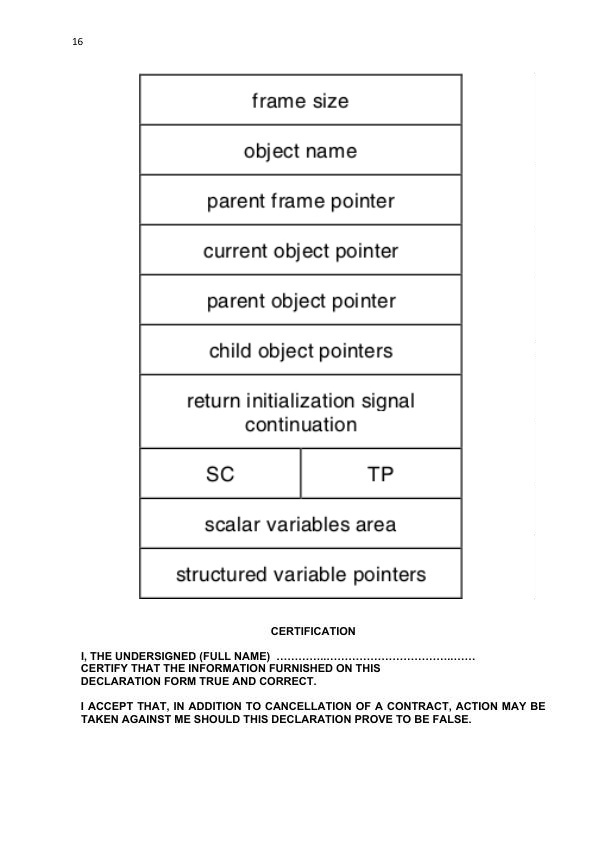 16
frame size
object name
parent frame pointer
current object pointer
parent object pointer
child object pointers
return initialization signal
continuation
SC TP
scalar variables area
structured variable pointers
CERTIFICATION
I, THE UNDERSIGNED (FULL NAME) …………...……………………………...……
CERTIFY THAT THE INFORMATION FURNISHED ON THIS
DECLARATION FORM TRUE AND CORRECT.
I ACCEPT THAT, IN ADDITION TO CANCELLATION OF A CONTRACT, ACTION MAY BE
TAKEN AGAINST ME SHOULD THIS DECLARATION PROVE TO BE FALSE.